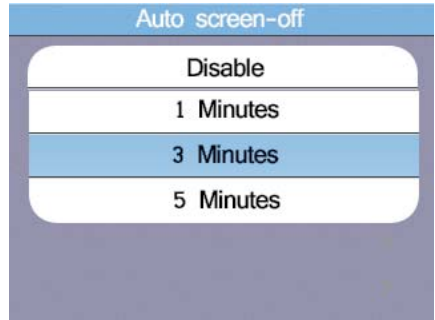 Auto screen-off
Disable
1 Minutes
3 Minutes
5 Minutes